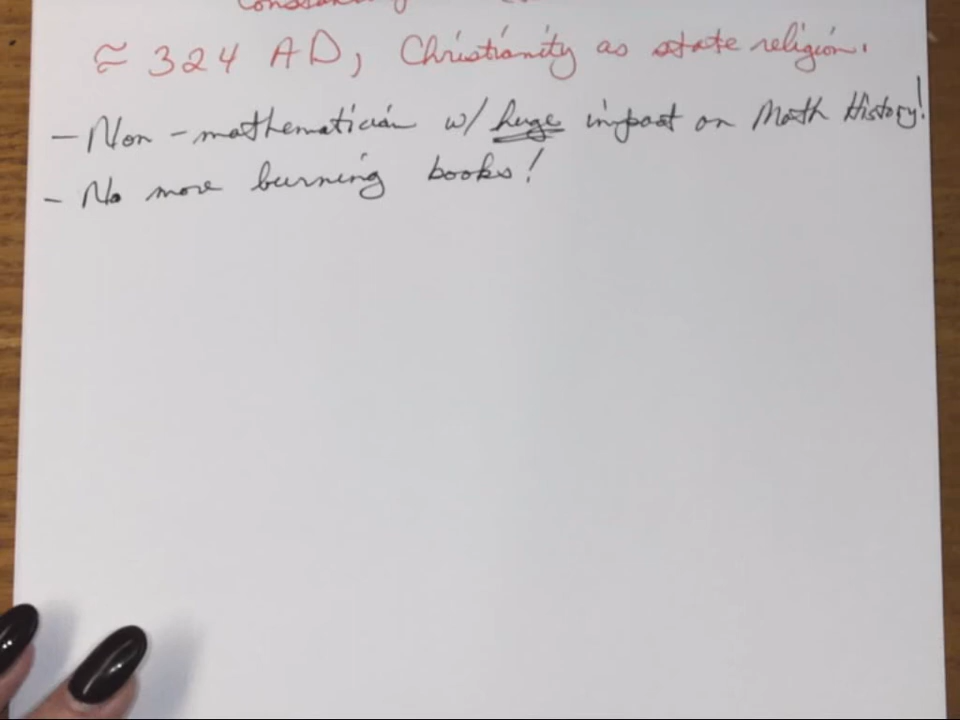 ≈ 324 AD, Christianity as state religion.
- Non-mathematician w/ huge impact on Math History!
- No more burning books!